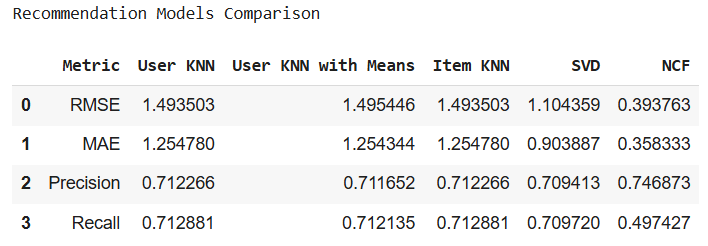 Recommendation Models Comparison
Metric User KNN User KNN with Means Item KNN SVD NCF
0 RMSE 1.493503 1.495446 1.493503 1.104359 0.393763
1 MAE 1.254780 1.254344 1.254780 0.903887 0.358333
2 Precision 0.712266 0.711652 0.712266 0.709413 0.746873
3 Recall 0.712881 0.712135 0.712881 0.709720 0.497427